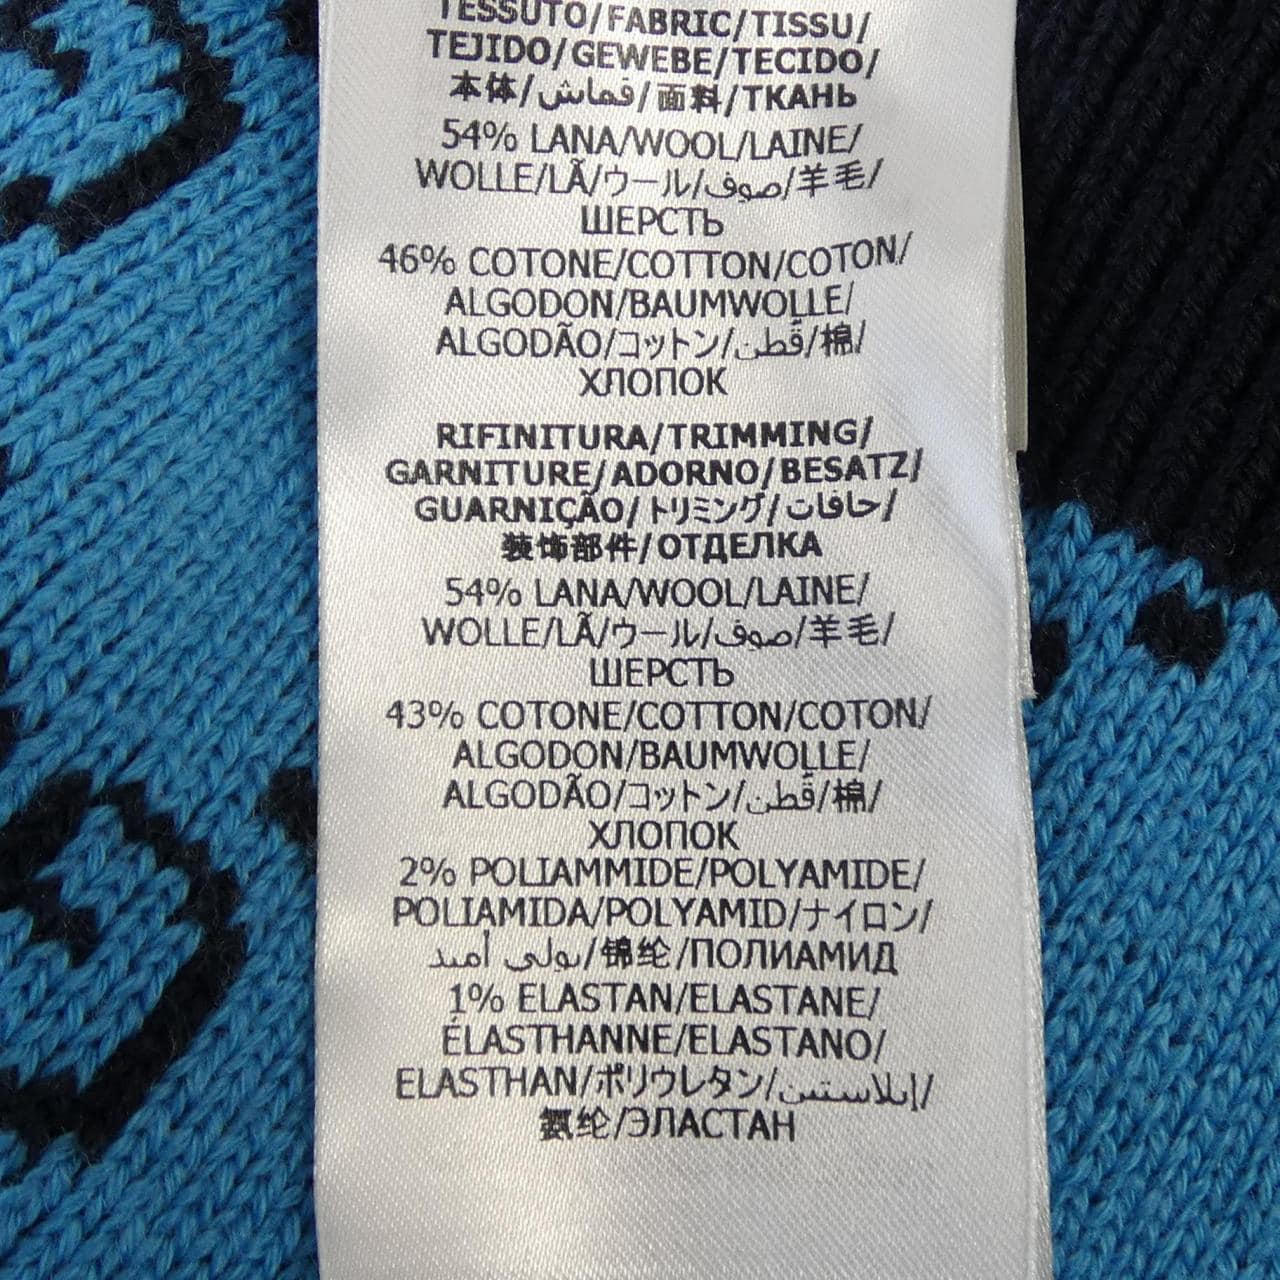 TESSUTO/FABRIC/TISSU/
TEJIDO/GEWEBE/TECIDO/
本体/قماش/面料/ТКАНЬ
54% LANA/WOOL/LAINE/
WOLLE/LÃ/ウール/صوف/羊毛/
ШЕРСТЬ
46% COTONE/COTTON/COTON/
ALGODON/BAUMWOLLE/
ALGODÃO/コットン/قُطن/棉/
ХЛОПОК
RIFINITURA/TRIMMING/
GARNITURE/ADORNO/BESATZ/
GUARNIÇÃO/トリミング/حافات/
装饰部件/ОТДЕЛКА
54% LANA/WOOL/LAINE/
WOLLE/LÃ/ウール/صوف/羊毛/
ШЕРСТЬ
43% COTONE/COTTON/COTON/
ALGODON/BAUMWOLLE/
ALGODÃO/コットン/قُطن/棉/
ХЛОПОК
2% POLIAMMIDE/POLYAMIDE/
POLIAMIDA/POLYAMID/ナイロン/
بولي أميد/锦纶/ПОЛИАМИД
1% ELASTAN/ELASTANE/
ÉLASTHANNE/ELASTANO/
ELASTHAN/ポリウレタン/إيلاستين/
氨纶/ЭЛАСТАН